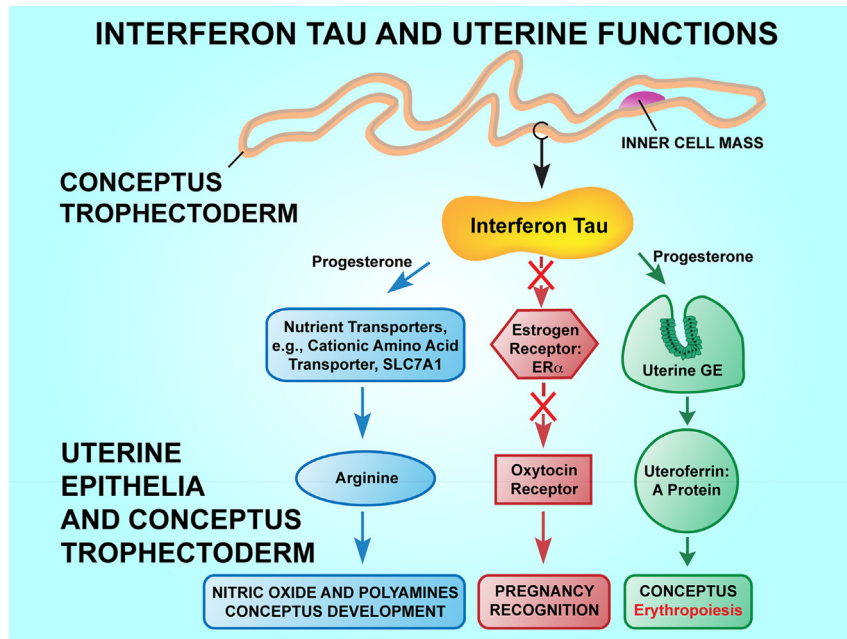 INTERFERON TAU AND UTERINE FUNCTIONS
INNER CELL MASS
CONCEPTUS
TROPHECTODERM
Interferon Tau
Progesterone
Progesterone
Nutrient Transporters,
e.g., Cationic Amino Acid
Transporter, SLC7A1
Estrogen
Receptor:
ERα
Uterine GE
UTERINE
EPITHELIA
AND CONCEPTUS
TROPHECTODERM
Arginine
Oxytocin
Receptor
Uteroferrin:
A Protein
NITRIC OXIDE AND POLYAMINES
CONCEPTUS DEVELOPMENT
PREGNANCY
RECOGNITION
CONCEPTUS
Erythropoiesis